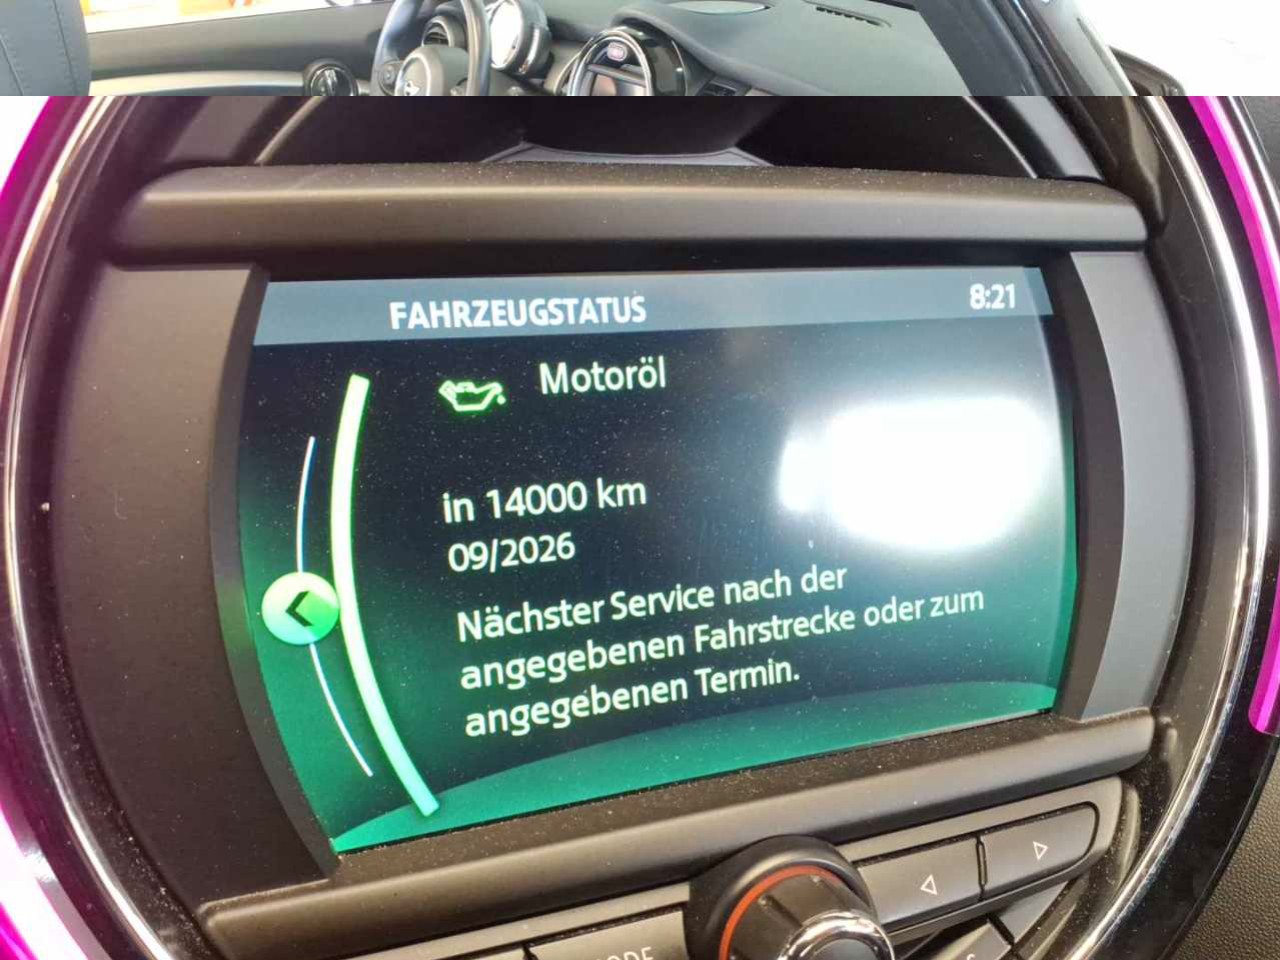 FAHRZEUGSTATUS 8:21
Motoröl
in 14000 km
09/2026
Nächster Service nach der
angegebenen Fahrstrecke oder zum
angegebenen Termin.